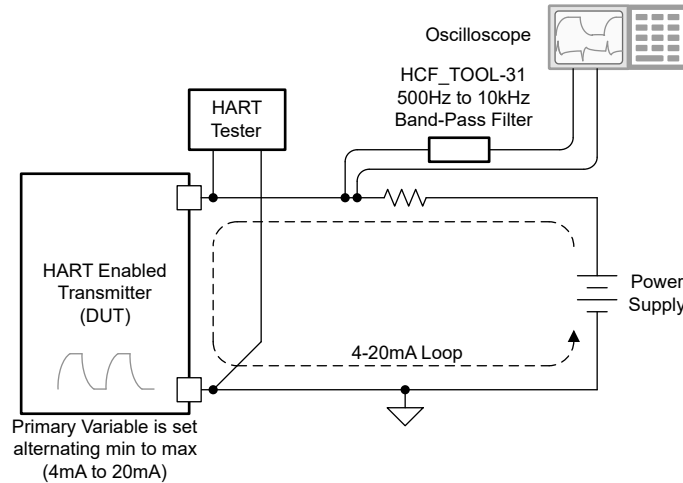 Oscilloscope
HCF_TOOL-31
500Hz to 10kHz
Band-Pass Filter
HART
Tester
HART Enabled
Transmitter
(DUT)
Power
Supply
4-20mA Loop
Primary Variable is set
alternating min to max
(4mA to 20mA)